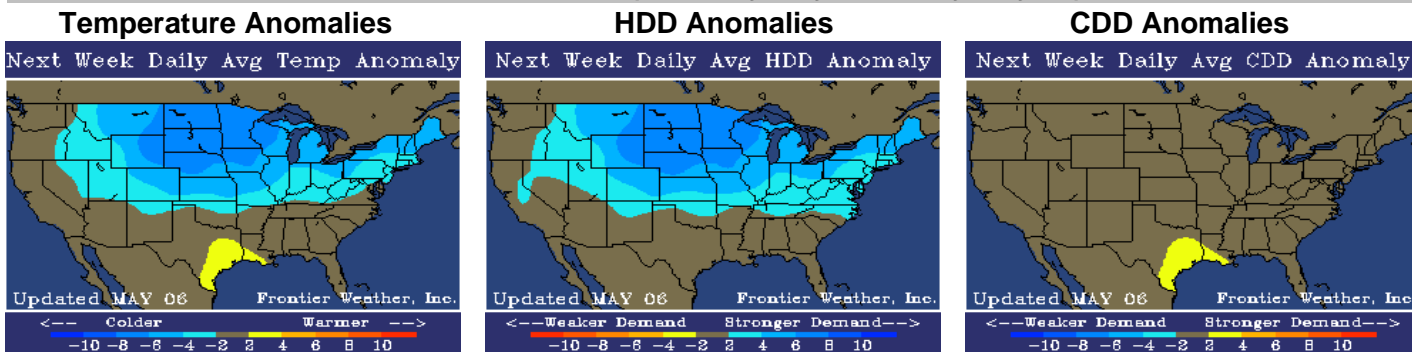 Temperature Anomalies
HDD Anomalies
CDD Anomalies
Next Week Daily Avg Temp Anomaly
Next Week Daily Avg HDD Anomaly
Next Week Daily Avg CDD Anomaly
Updated MAY 06 Frontier Weather, Inc.
Updated MAY 06 Frontier Weather, Inc.
Updated MAY 06 Frontier Weather, Inc
<-- Colder Warmer -->
<--Weaker Demand Stronger Demand-->
<--Weaker Demand Stronger Demand-->
-10 -8 -6 -4 -2 2 4 6 8 10
-10 -8 -6 -4 -2 2 4 6 8 10
-10 -8 -6 -4 -2 2 4 6 8 10